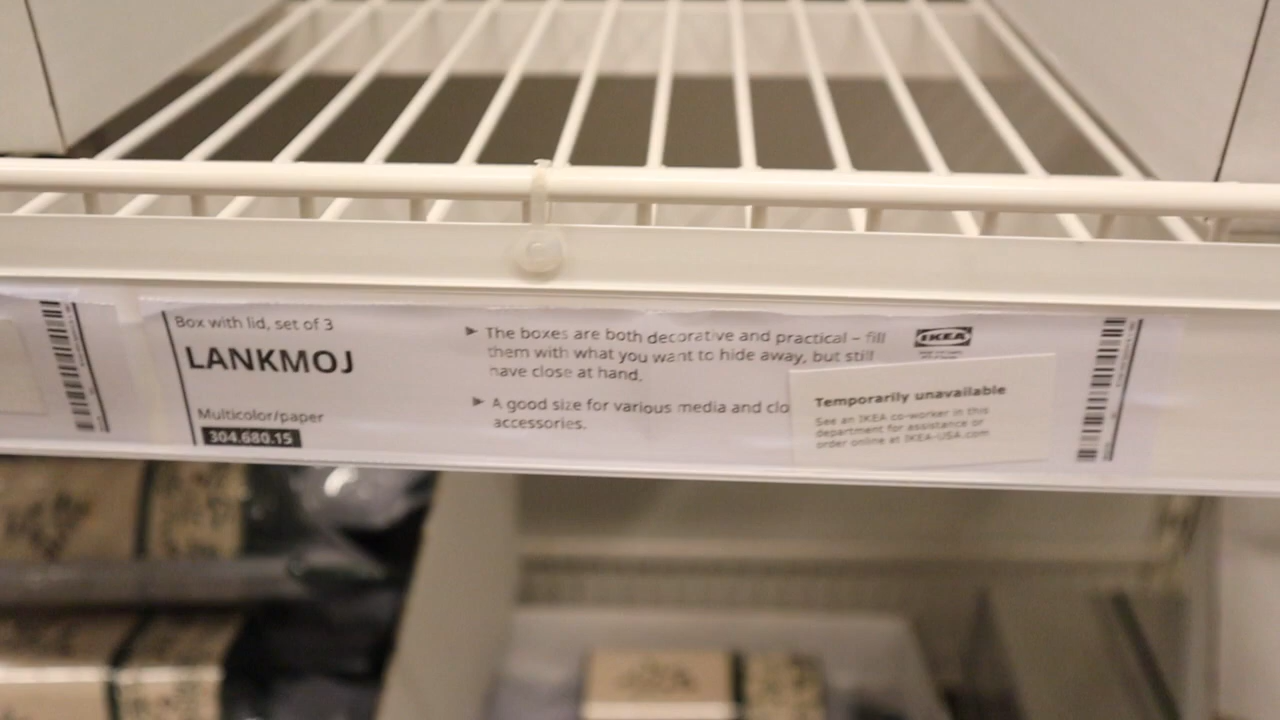 Box with lid, set of 3
LANKMOJ
Multicolor/paper
304.680.15
▶ The boxes are both decorative and practical – fill
them with what you want to hide away, but still
have close at hand.
▶ A good size for various media and clo
accessories.
IKEA
Temporarily unavailable
See an IKEA co-worker in this
department for assistance or
order online at IKEA-USA.com